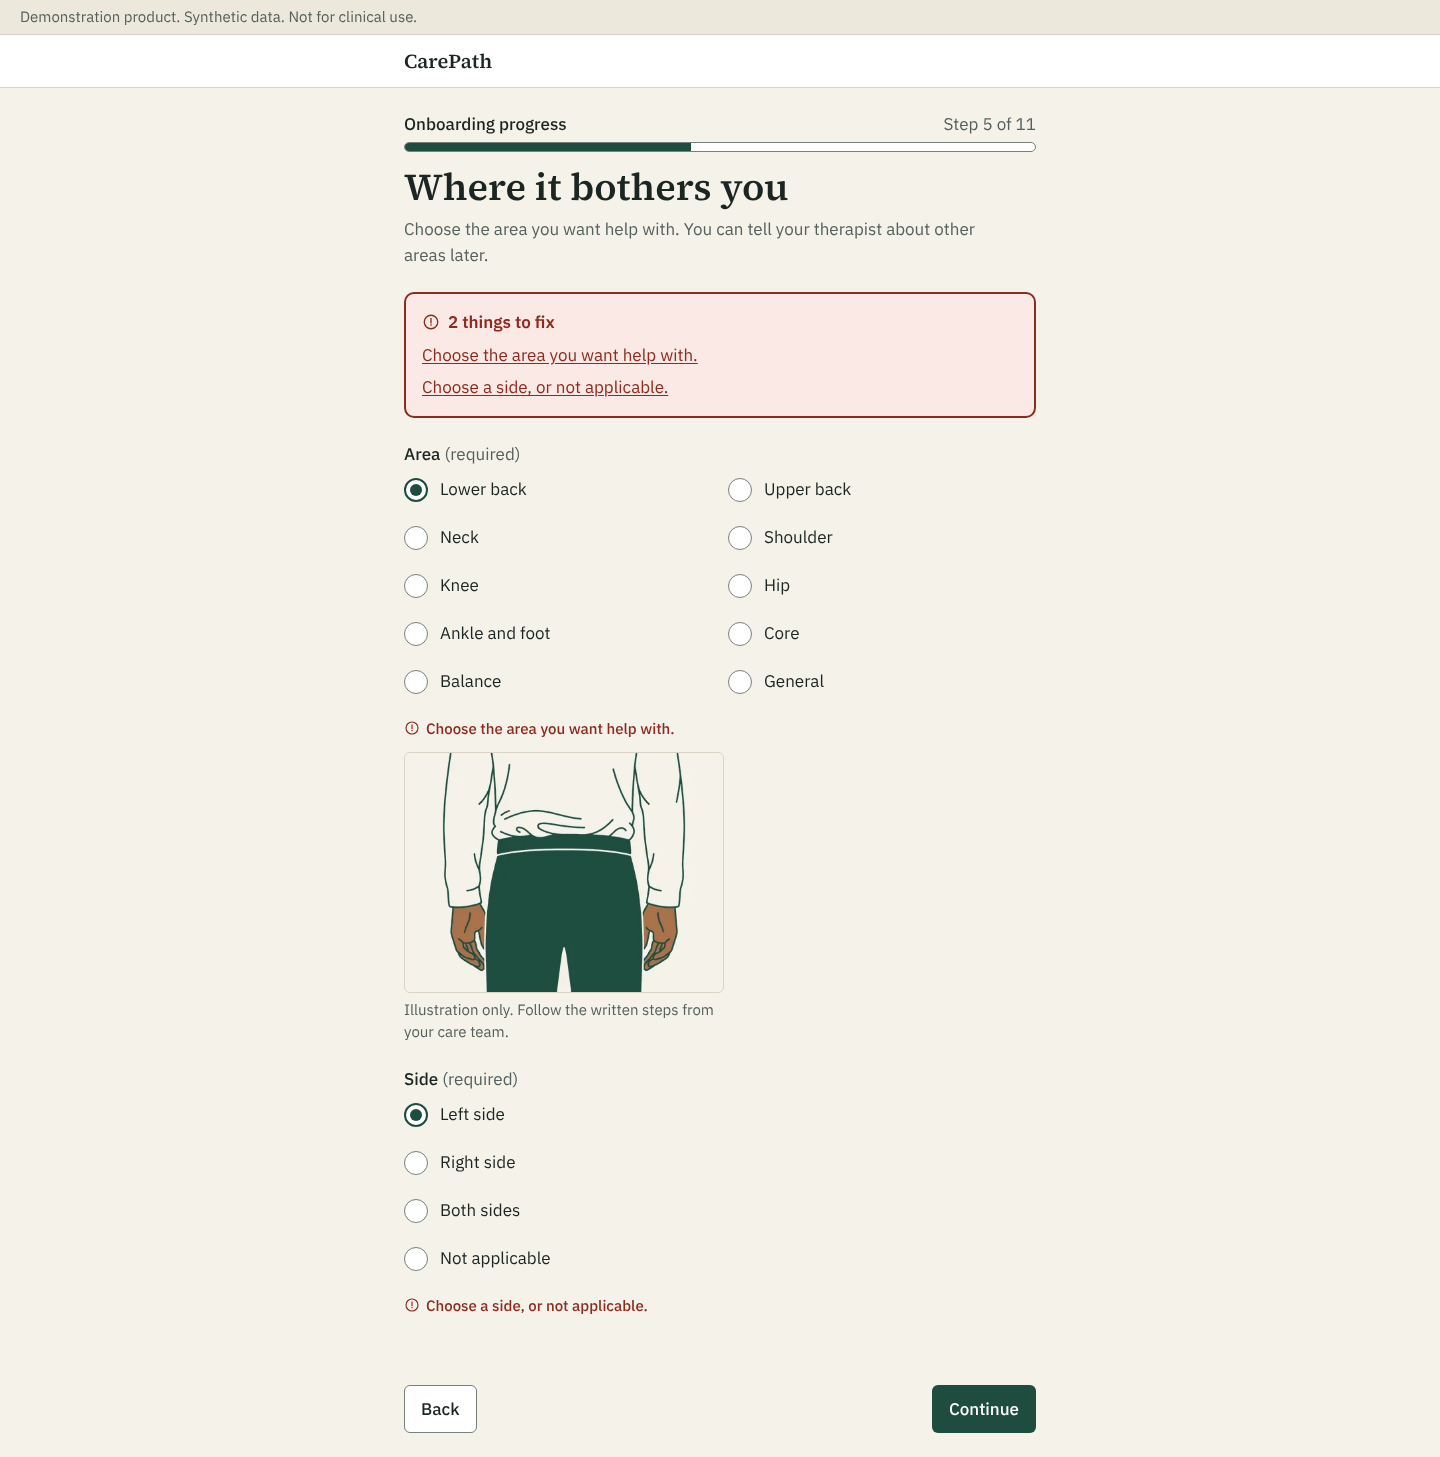 Demonstration product. Synthetic data. Not for clinical use.
CarePath
Onboarding progress
Step 5 of 11
Where it bothers you
Choose the area you want help with. You can tell your therapist about other
areas later.
2 things to fix
Choose the area you want help with.
Choose a side, or not applicable.
Area (required)
Lower back
Upper back
Neck
Shoulder
Knee
Hip
Ankle and foot
Core
Balance
General
Choose the area you want help with.
Illustration only. Follow the written steps from
your care team.
Side (required)
Left side
Right side
Both sides
Not applicable
Choose a side, or not applicable.
Back
Continue